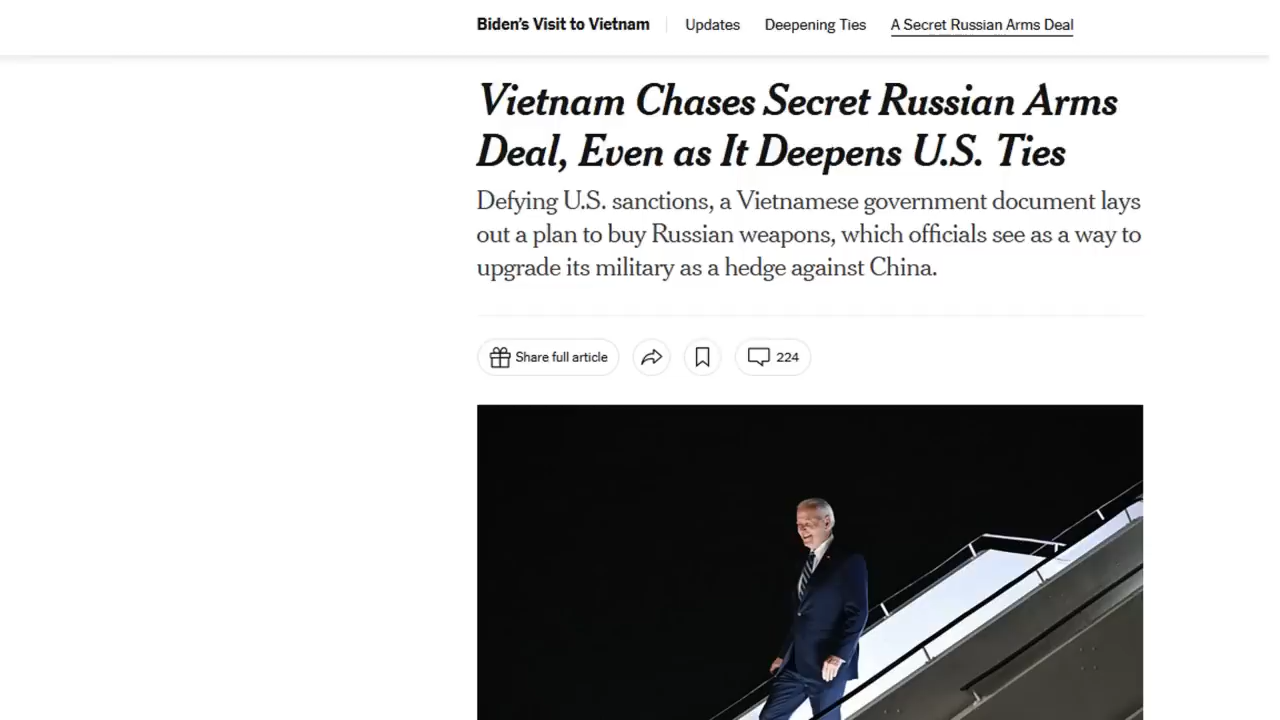 Biden’s Visit to Vietnam Updates Deepening Ties A Secret Russian Arms Deal
Vietnam Chases Secret Russian Arms
Deal, Even as It Deepens U.S. Ties
Defying U.S. sanctions, a Vietnamese government document lays
out a plan to buy Russian weapons, which officials see as a way to
upgrade its military as a hedge against China.
Share full article 224